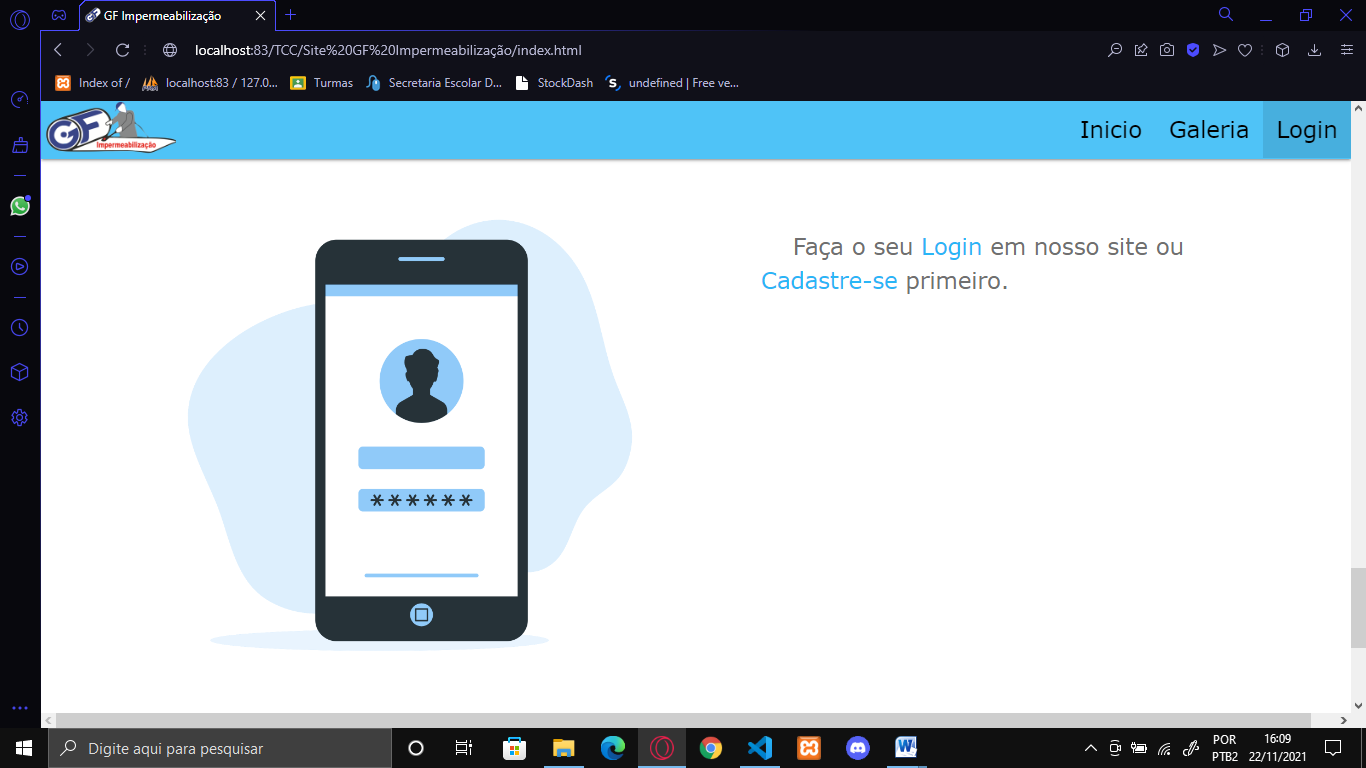 GF Impermeabilização
localhost:83/TCC/Site%20GF%20Impermeabilização/index.html
Index of /
localhost:83 / 127.0...
Turmas
Secretaria Escolar D...
StockDash
undefined | Free ve...
GF
Impermeabilização
Inicio
Galeria
Login
Faça o seu Login em nosso site ou
Cadastre-se primeiro.
******
Digite aqui para pesquisar
POR
PTB2
16:09
22/11/2021